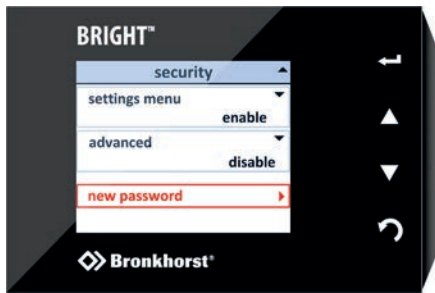 BRIGHT™
security
settings menu
enable
advanced
disable
new password
Bronkhorst®